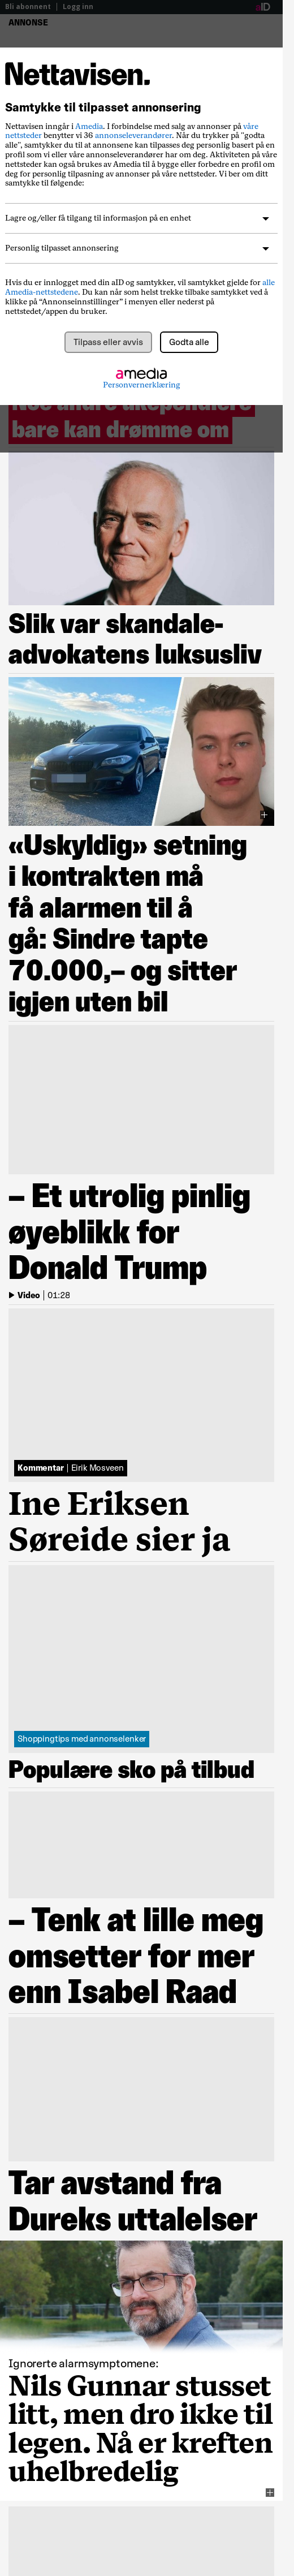 Bli abonnent | Logg inn
aID
ANNONSE
Nettavisen.
Samtykke til tilpasset annonsering
Nettavisen inngår i Amedia. I forbindelse med salg av annonser på våre
nettsteder benytter vi 36 annonseleverandører. Når du trykker på "godta
alle", samtykker du til at annonsene kan tilpasses deg personlig basert på en
profil som vi eller våre annonseleverandører har om deg. Aktiviteten på våre
nettsteder kan også brukes av Amedia til å bygge eller forbedre en profil om
deg for personlig tilpasning av annonser på våre nettsteder. Vi ber om ditt
samtykke til følgende:
Lagre og/eller få tilgang til informasjon på en enhet
Personlig tilpasset annonsering
Hvis du er innlogget med din aID og samtykker, vil samtykket gjelde for alle
Amedia-nettstedene. Du kan når som helst trekke tilbake samtykket ved å
klikke på “Annonseinnstillinger” i menyen eller nederst på
nettstedet/appen du bruker.
Tilpass eller avvis
Godta alle
amedia
Personvernerklæring
bare kan drømme om
Slik var skandale-
advokatens luksusliv
«Uskyldig» setning
i kontrakten må
få alarmen til å
gå: Sindre tapte
70.000,– og sitter
igjen uten bil
– Et utrolig pinlig
øyeblikk for
Donald Trump
Video | 01:28
Kommentar | Eirik Mosveen
Ine Eriksen
Søreide sier ja
Shoppingtips med annonselenker
Populære sko på tilbud
– Tenk at lille meg
omsetter for mer
enn Isabel Raad
Tar avstand fra
Dureks uttalelser
Ignorerte alarmsymptomene:
Nils Gunnar stusset
litt, men dro ikke til
legen. Nå er kreften
uhelbredelig